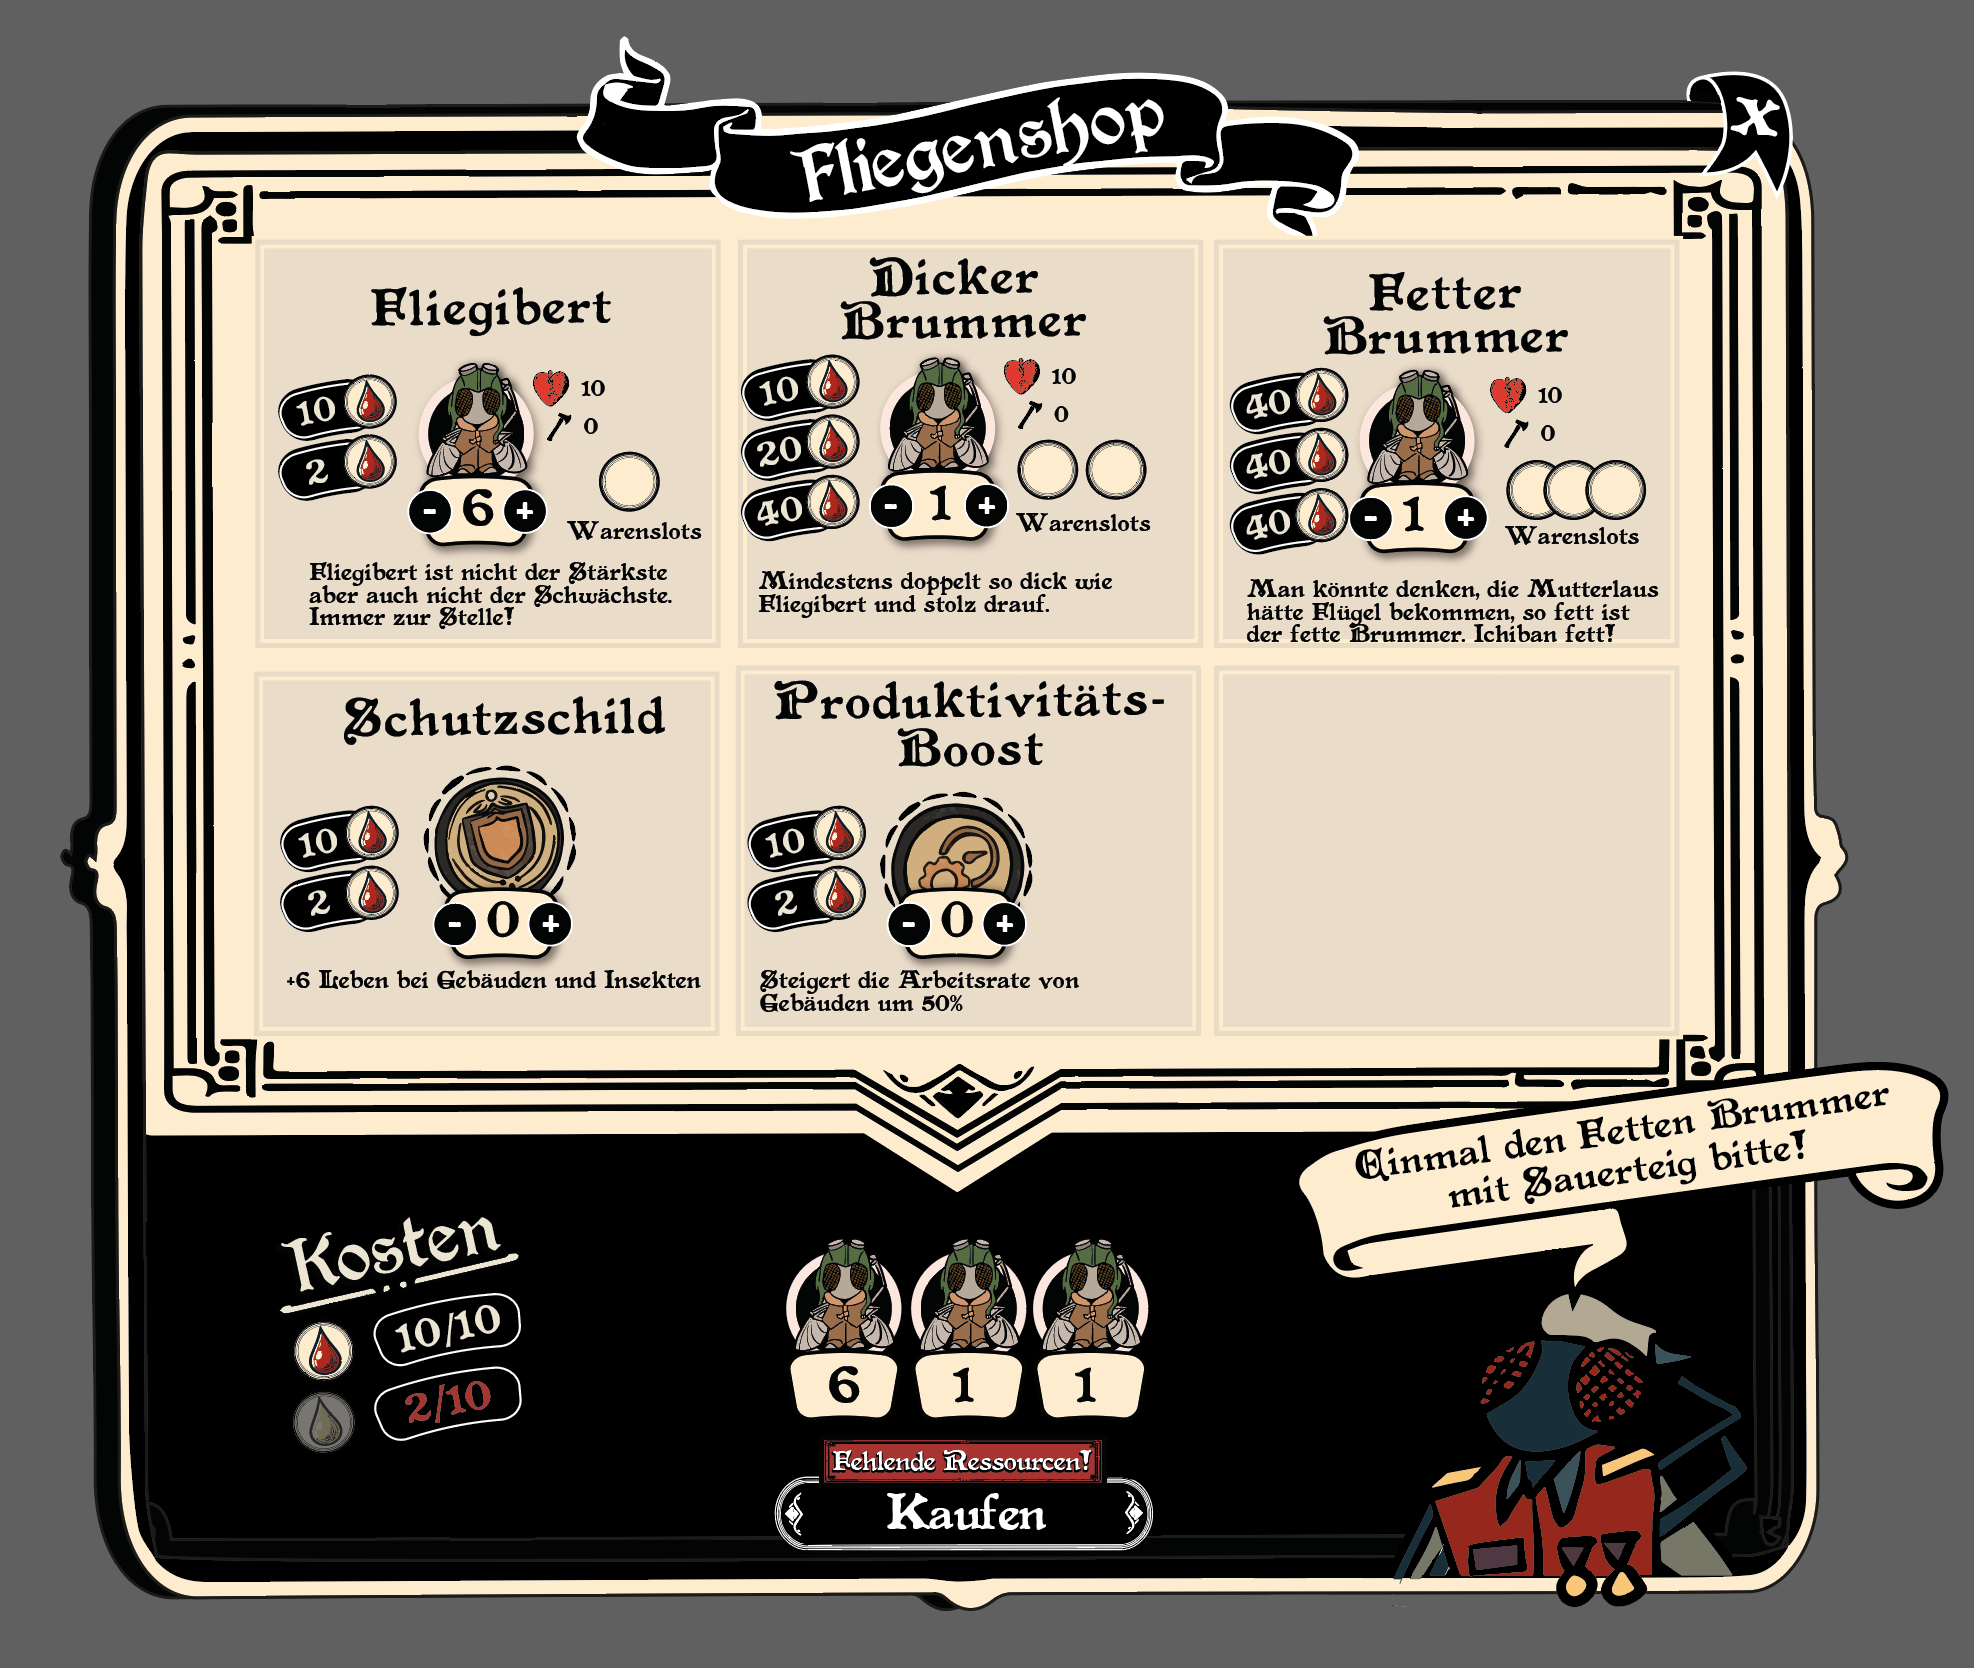 Fliegenshop
X
Fliegibert
10
2
10
0
- 6 +
Warenslots
Fliegibert ist nicht der Stärkste
aber auch nicht der Schwächste.
Immer zur Stelle!
Dicker
Brummer
10
20
40
10
0
- 1 +
Warenslots
Mindestens doppelt so dick wie
Fliegibert und stolz drauf.
Fetter
Brummer
40
40
40
10
0
- 1 +
Warenslots
Man könnte denken, die Mutterlaus
hätte Flügel bekommen, so fett ist
der fette Brummer. Ichiban fett!
Schutzschild
10
2
- 0 +
+6 Leben bei Gebäuden und Insekten
Produktivitäts-
Boost
10
2
- 0 +
Steigert die Arbeitsrate von
Gebäuden um 50%
Einmal den Fetten Brummer
mit Sauerteig bitte!
Kosten
10/10
2/10
6 1 1
Fehlende Ressourcen!
Kaufen